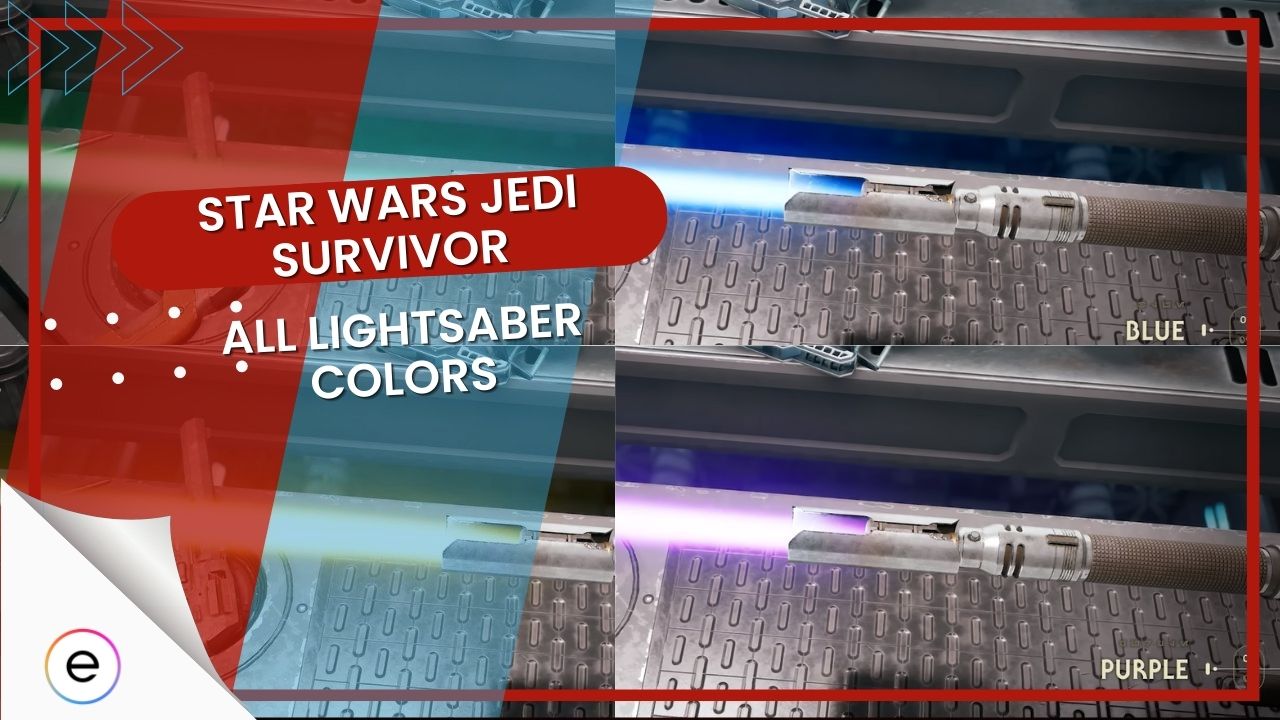 STAR WARS JEDI
SURVIVOR
ALL LIGHTSABER
COLORS
BLUE
PURPLE
e